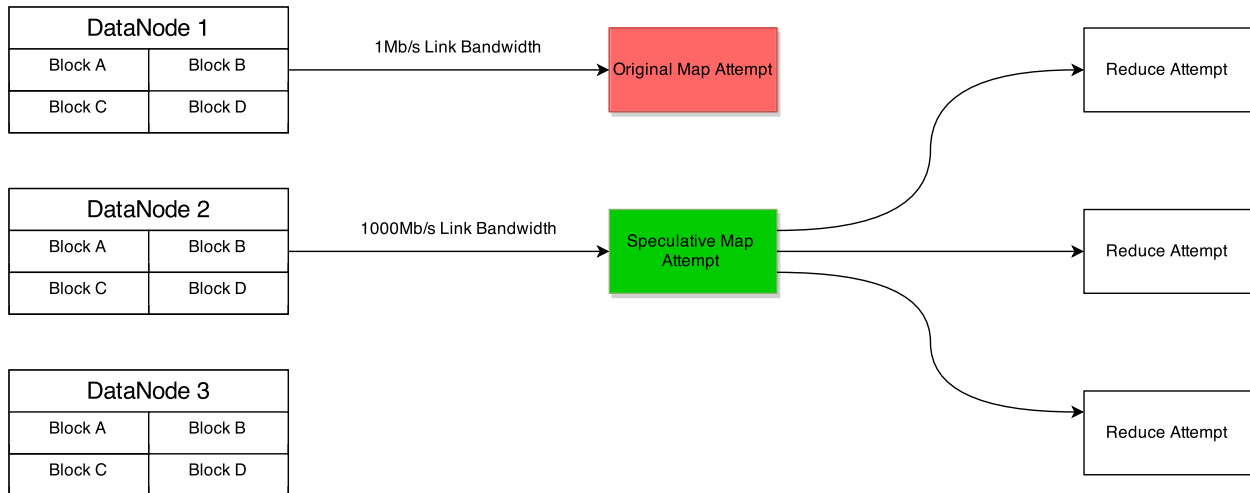 DataNode 1
Block A
Block B
Block C
Block D
1Mb/s Link Bandwidth
Original Map Attempt
Reduce Attempt
DataNode 2
Block A
Block B
Block C
Block D
1000Mb/s Link Bandwidth
Speculative Map
Attempt
Reduce Attempt
DataNode 3
Block A
Block B
Block C
Block D
Reduce Attempt